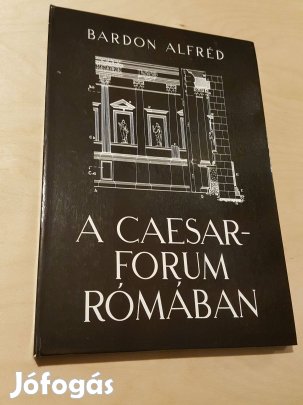 BARDON ALFRÉD
A CAESAR-
FORUM
RÓMÁBAN
Jófogás